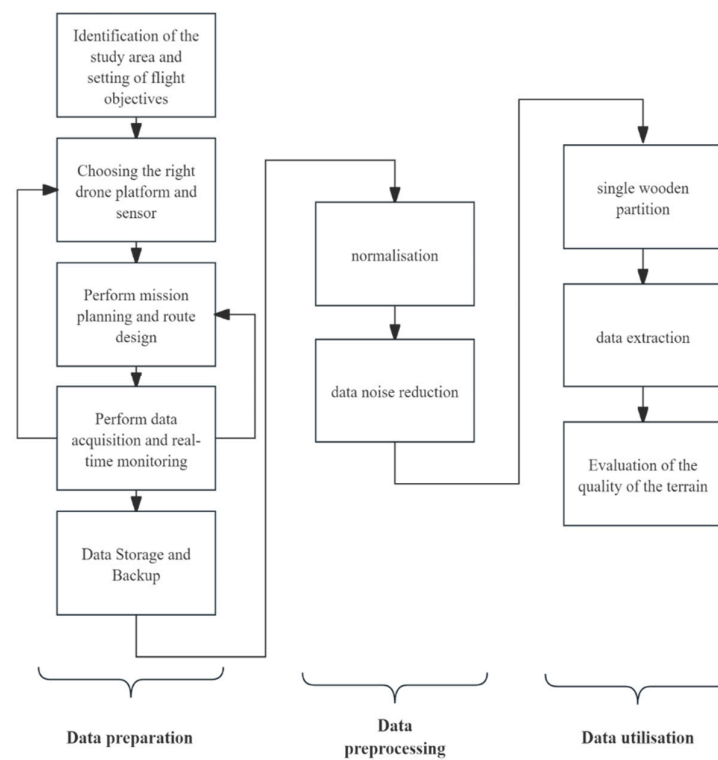 Identification of the
study area and
setting of flight
objectives
Choosing the right
drone platform and
sensor
Perform mission
planning and route
design
Perform data
acquisition and real-
time monitoring
Data Storage and
Backup
Data preparation
normalisation
data noise reduction
Data
preprocessing
single wooden
partition
data extraction
Evaluation of the
quality of the terrain
Data utilisation